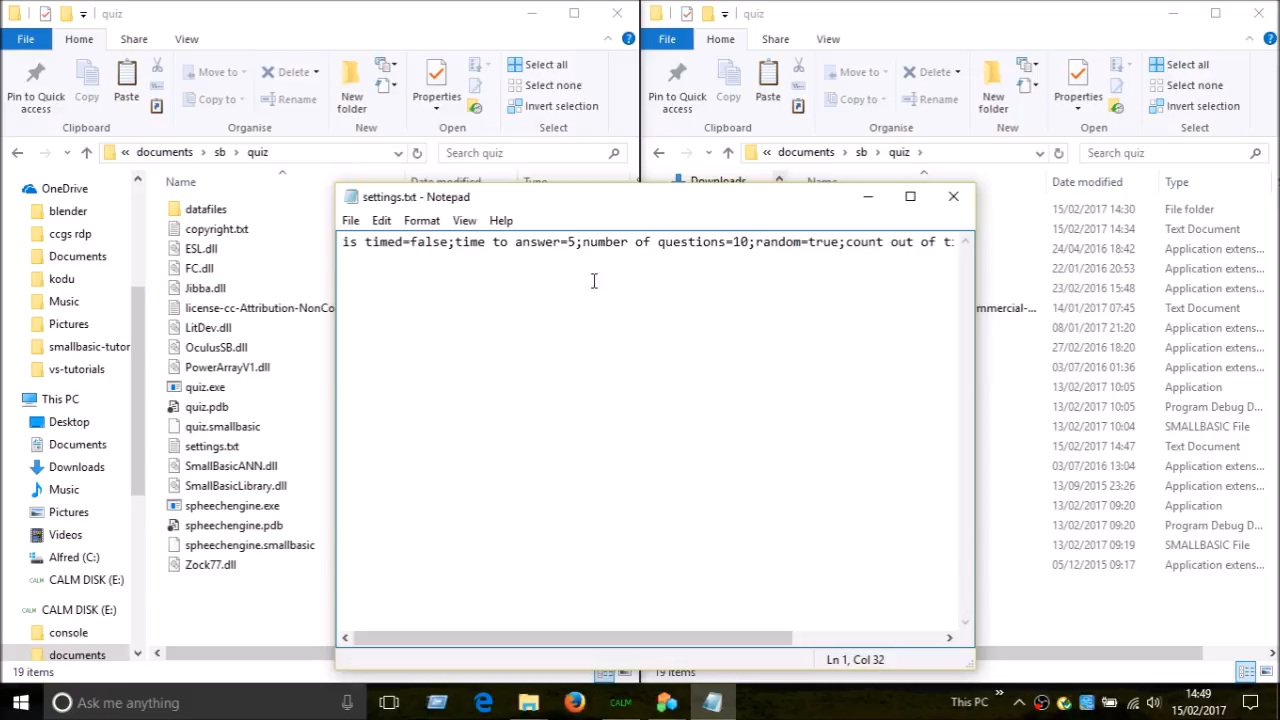 quiz
quiz
File Home Share View
File Home Share View
Pin to Quick access
Copy
Paste
Move to
Copy to
Delete
Rename
New folder
Properties
Select all
Select none
Invert selection
Clipboard Organise New Open Select
Pin to Quick access
Copy
Paste
Move to
Copy to
Delete
Rename
New folder
Properties
Select all
Select none
Invert selection
Clipboard Organise New Open Select
« documents › sb › quiz
Search quiz
« documents › sb › quiz ›
Search quiz
OneDrive
blender
ccgs rdp
Documents
kodu
Music
Pictures
smallbasic-tutor
vs-tutorials
This PC
Desktop
Documents
Downloads
Music
Pictures
Videos
Alfred (C:)
CALM DISK (E:)
CALM DISK (E:)
console
documents
Name
datafiles
copyright.txt
ESL.dll
FC.dll
Jibba.dll
license-cc-Attribution-NonCo
LitDev.dll
OculusSB.dll
PowerArrayV1.dll
quiz.exe
quiz.pdb
quiz.smallbasic
settings.txt
SmallBasicANN.dll
SmallBasicLibrary.dll
spheechengine.exe
spheechengine.pdb
spheechengine.smallbasic
Zock77.dll
settings.txt - Notepad
File Edit Format View Help
is timed=false;time to answer=5;number of questions=10;random=true;count out of t
Ln 1, Col 32
Date modified Type
15/02/2017 14:30 File folder
15/02/2017 14:34 Text Document
24/04/2016 18:42 Application extens...
22/01/2016 20:53 Application extens...
23/02/2016 15:48 Application extens...
mmercial-... 14/01/2017 07:45 Text Document
08/01/2017 21:20 Application extens...
27/02/2016 18:20 Application extens...
03/07/2016 01:36 Application extens...
13/02/2017 10:05 Application
13/02/2017 10:05 Program Debug D...
13/02/2017 10:04 SMALLBASIC File
15/02/2017 14:47 Text Document
03/07/2016 13:04 Application extens...
13/09/2015 23:26 Application extens...
13/02/2017 09:20 Application
13/02/2017 09:20 Program Debug D...
13/02/2017 09:19 SMALLBASIC File
05/12/2015 09:17 Application extens...
19 items
19 items
Ask me anything
CALM
This PC
14:49
15/02/2017